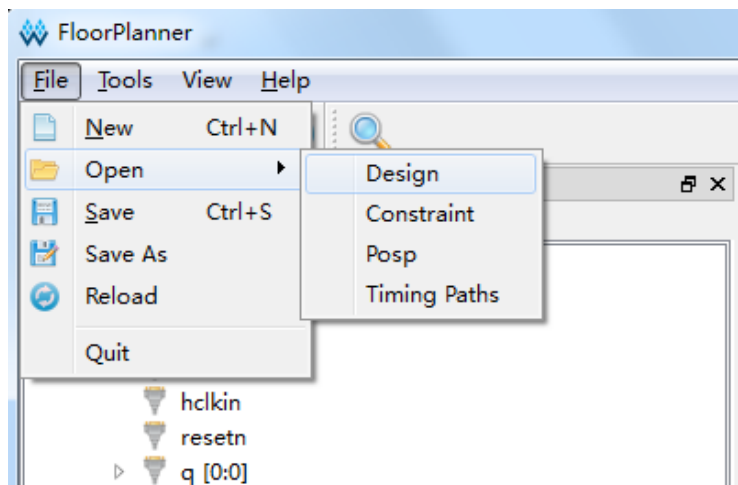 FloorPlanner
File Tools View Help
New Ctrl+N
Open
Save Ctrl+S
Save As
Reload
Quit
Design
Constraint
Posp
Timing Paths
hclkin
resetn
q [0:0]